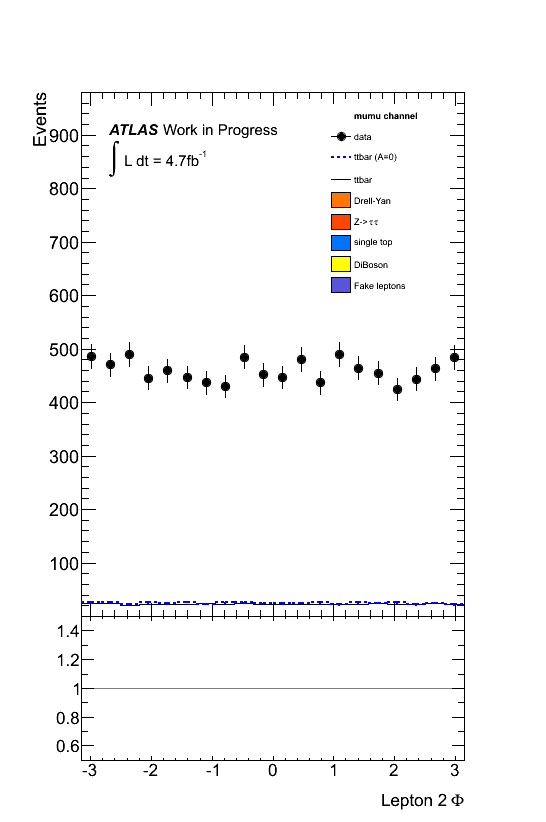 Events
ATLAS Work in Progress
∫ L dt = 4.7fb⁻¹
mumu channel
data
ttbar (A=0)
ttbar
Drell-Yan
Z->ττ
single top
DiBoson
Fake leptons
900
800
700
600
500
400
300
200
100
1.4
1.2
1
0.8
0.6
-3 -2 -1 0 1 2 3
Lepton 2 Φ